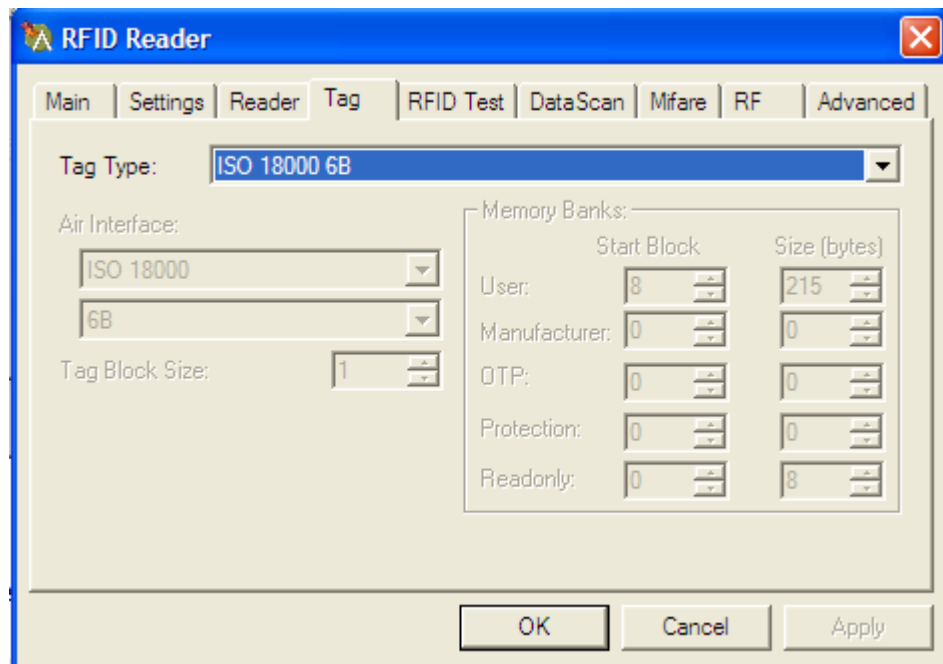 RFID Reader
Main Settings Reader Tag RFID Test DataScan Mifare RF Advanced
Tag Type: ISO 18000 6B
Air Interface:
ISO 18000
6B
Tag Block Size: 1
Memory Banks:
Start Block Size (bytes)
User: 8 215
Manufacturer: 0 0
OTP: 0 0
Protection: 0 0
Readonly: 0 8
OK Cancel Apply